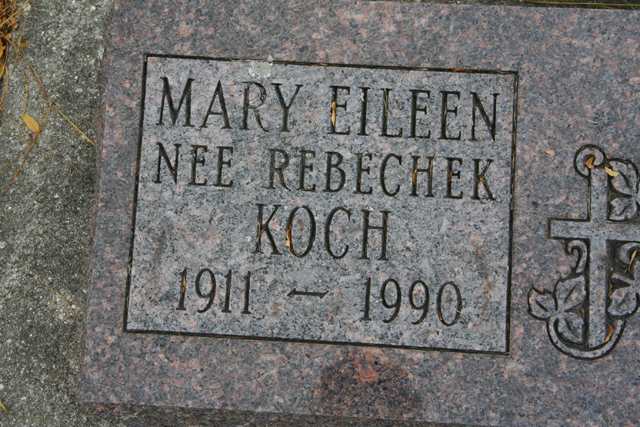 MARY EILEEN
NEE REBECHEK
KOCH
1911 – 1990